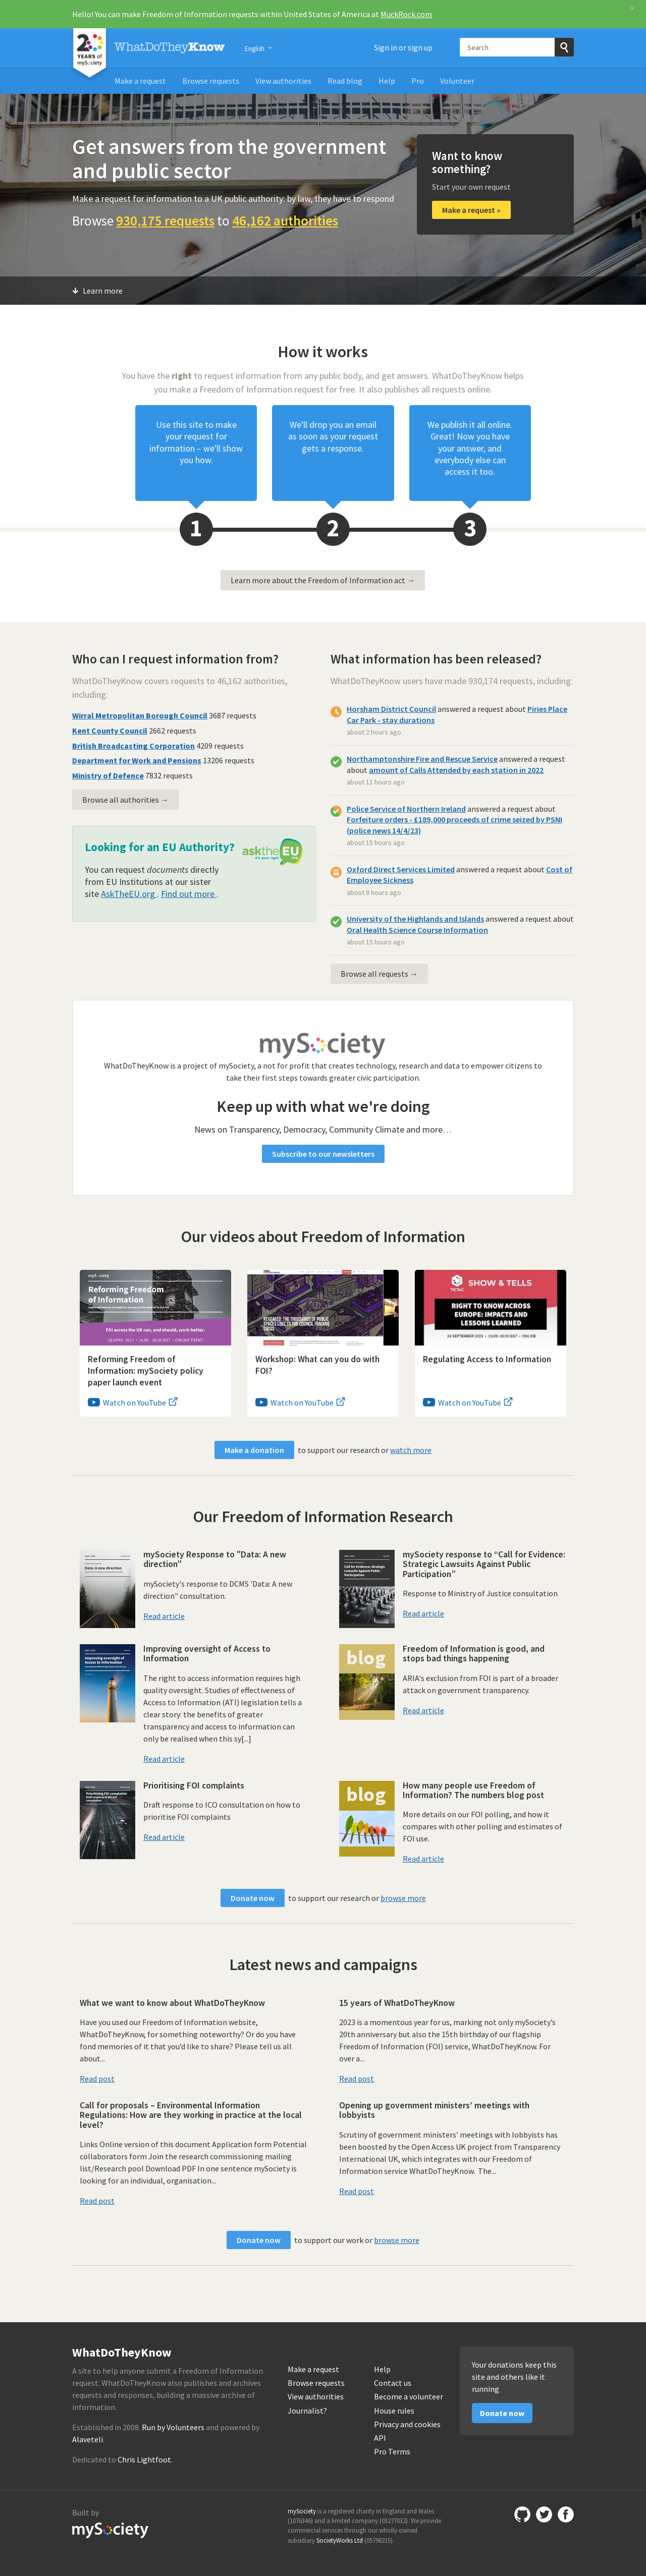 Hello! You can make Freedom of Information requests within United States of America at MuckRock.com
×
20
YEARS of
mySociety
WhatDoTheyKnow
English
Sign in or sign up
Search
Make a request
Browse requests
View authorities
Read blog
Help
Pro
Volunteer
Get answers from the government
and public sector
Make a request for information to a UK public authority: by law, they have to respond
Browse 930,175 requests to 46,162 authorities
Want to know
something?
Start your own request
Make a request »
Learn more
How it works
You have the right to request information from any public body, and get answers. WhatDoTheyKnow helps
you make a Freedom of Information request for free. It also publishes all requests online.
Use this site to make
your request for
information – we'll show
you how.
We'll drop you an email
as soon as your request
gets a response.
We publish it all online.
Great! Now you have
your answer, and
everybody else can
access it too.
1
2
3
Learn more about the Freedom of Information act →
Who can I request information from?
WhatDoTheyKnow covers requests to 46,162 authorities,
including:
Wirral Metropolitan Borough Council 3687 requests
Kent County Council 2662 requests
British Broadcasting Corporation 4209 requests
Department for Work and Pensions 13206 requests
Ministry of Defence 7832 requests
Browse all authorities →
Looking for an EU Authority?
asktheEU
it's your right
You can request documents directly
from EU Institutions at our sister
site AskTheEU.org . Find out more .
What information has been released?
WhatDoTheyKnow users have made 930,174 requests, including:
Horsham District Council answered a request about Piries Place
Car Park - stay durations
about 2 hours ago
Northamptonshire Fire and Rescue Service answered a request
about amount of Calls Attended by each station in 2022
about 11 hours ago
Police Service of Northern Ireland answered a request about
Forfeiture orders - £189,000 proceeds of crime seized by PSNI
(police news 14/4/23)
about 15 hours ago
Oxford Direct Services Limited answered a request about Cost of
Employee Sickness
about 8 hours ago
University of the Highlands and Islands answered a request about
Oral Health Science Course Information
about 15 hours ago
Browse all requests →
mySociety
WhatDoTheyKnow is a project of mySociety, a not for profit that creates technology, research and data to empower citizens to
take their first steps towards greater civic participation.
Keep up with what we're doing
News on Transparency, Democracy, Community Climate and more…
Subscribe to our newsletters
Our videos about Freedom of Information
Reforming Freedom
of Information
FOI across the UK can, and should, work better.
Reforming Freedom of
Information: mySociety policy
paper launch event
Watch on YouTube
Workshop: What can you do with
FOI?
Watch on YouTube
TICTeC
SHOW & TELLS
RIGHT TO KNOW ACROSS
EUROPE: IMPACTS AND
LESSONS LEARNED
Regulating Access to Information
Watch on YouTube
Make a donation to support our research or watch more
Our Freedom of Information Research
Data: A new direction
mySociety Response to "Data: A new
direction"
mySociety's response to DCMS 'Data: A new
direction" consultation.
Read article
mySociety response to “Call for Evidence:
Strategic Lawsuits Against Public
Participation”
Response to Ministry of Justice consultation
Read article
Improving oversight of Access to
Information
The right to access information requires high
quality oversight. Studies of effectiveness of
Access to Information (ATI) legislation tells a
clear story: the benefits of greater
transparency and access to information can
only be realised when this sy[...]
Read article
blog
Freedom of Information is good, and
stops bad things happening
ARIA's exclusion from FOI is part of a broader
attack on government transparency.
Read article
Prioritising FOI complaints
Draft response to ICO consultation on how to
prioritise FOI complaints
Read article
blog
How many people use Freedom of
Information? The numbers blog post
More details on our FOI polling, and how it
compares with other polling and estimates of
FOI use.
Read article
Donate now to support our research or browse more
Latest news and campaigns
What we want to know about WhatDoTheyKnow
Have you used our Freedom of Information website,
WhatDoTheyKnow, for something noteworthy? Or do you have
fond memories of it that you’d like to share? Please tell us all
about...
Read post
15 years of WhatDoTheyKnow
2023 is a momentous year for us, marking not only mySociety’s
20th anniversary but also the 15th birthday of our flagship
Freedom of Information (FOI) service, WhatDoTheyKnow. For
over a...
Read post
Call for proposals – Environmental Information
Regulations: How are they working in practice at the local
level?
Links Online version of this document Application form Potential
collaborators form Join the research commissioning mailing
list/Research pool Download PDF In one sentence mySociety is
looking for an individual, organisation...
Read post
Opening up government ministers’ meetings with
lobbyists
Scrutiny of government ministers’ meetings with lobbyists has
been boosted by the Open Access UK project from Transparency
International UK, which integrates with our Freedom of
Information service WhatDoTheyKnow. The...
Read post
Donate now to support our work or browse more
WhatDoTheyKnow
A site to help anyone submit a Freedom of Information
request. WhatDoTheyKnow also publishes and archives
requests and responses, building a massive archive of
information.
Established in 2008. Run by Volunteers and powered by
Alaveteli.
Dedicated to Chris Lightfoot.
Make a request
Browse requests
View authorities
Journalist?
Help
Contact us
Become a volunteer
House rules
Privacy and cookies
API
Pro Terms
Your donations keep this
site and others like it
running
Donate now
Built by
mySociety
mySociety is a registered charity in England and Wales
(1076346) and a limited company (03277032). We provide
commercial services through our wholly owned
subsidiary SocietyWorks Ltd (05798215).